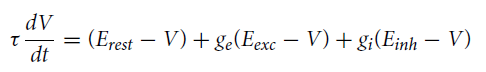 τ dV/dt = (E_rest − V) + g_e(E_exc − V) + g_i(E_inh − V)